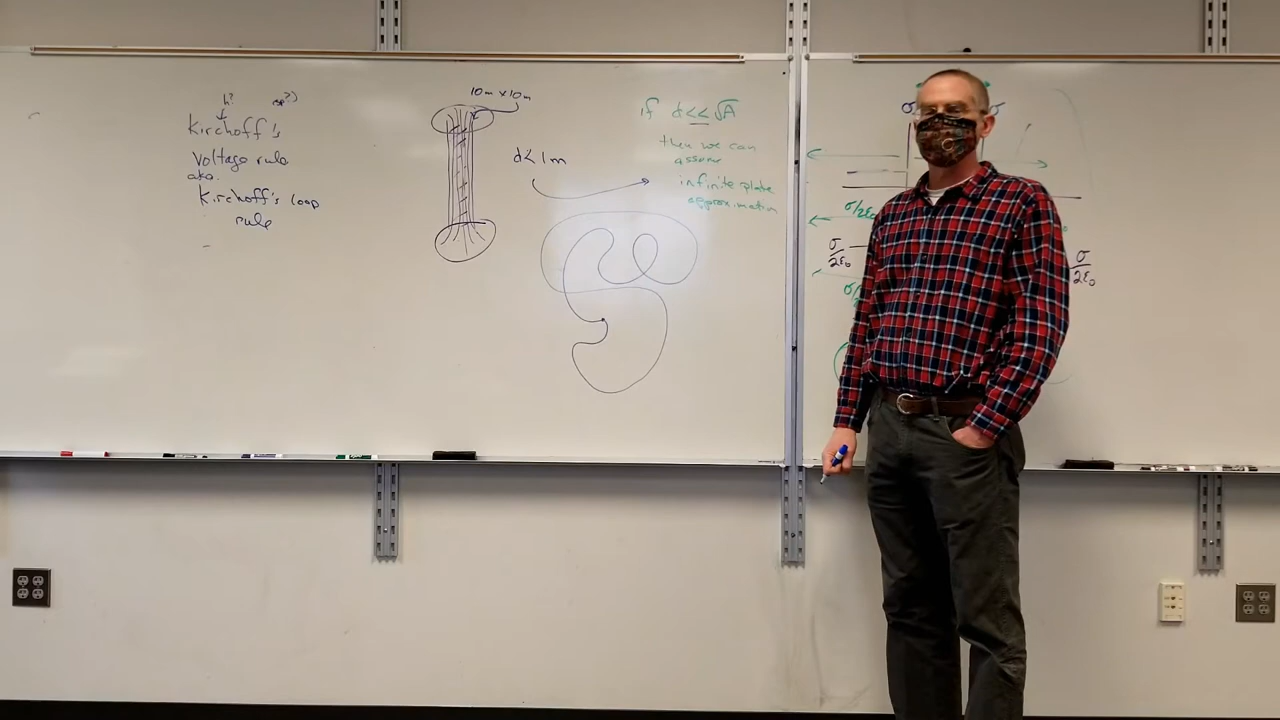 h?
sp?)
Kirchoff's
Voltage rule
aka.
Kirchoff's loop
rule
10m x 10m
d < 1m
if d << √A
then we can
assume
infinite plate
approximation
σ
σ
σ/2ε₀
σ/2ε₀
σ/2ε₀